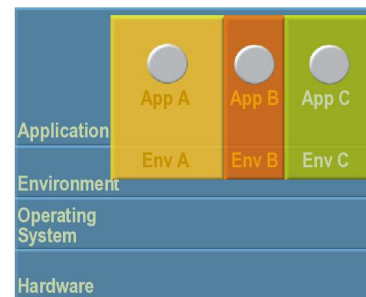 App A App B App C
Application
Env A Env B Env C
Environment
Operating
System
Hardware